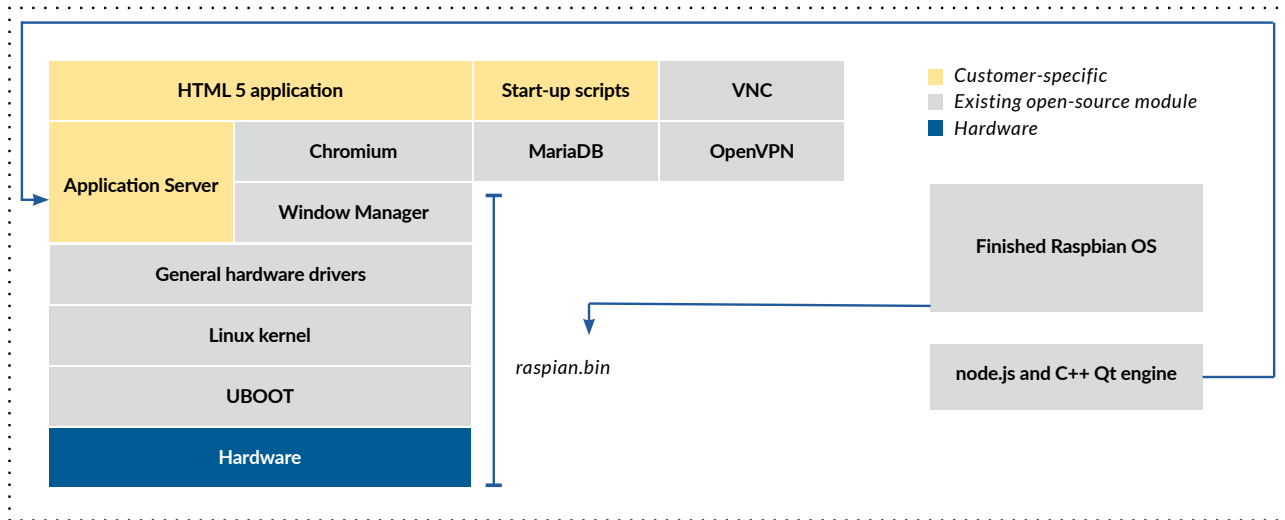 HTML 5 application
Start-up scripts
VNC
Customer-specific
Existing open-source module
Hardware
Application Server
Chromium
MariaDB
OpenVPN
Window Manager
General hardware drivers
Linux kernel
UBOOT
Hardware
raspian.bin
Finished Raspbian OS
node.js and C++ Qt engine